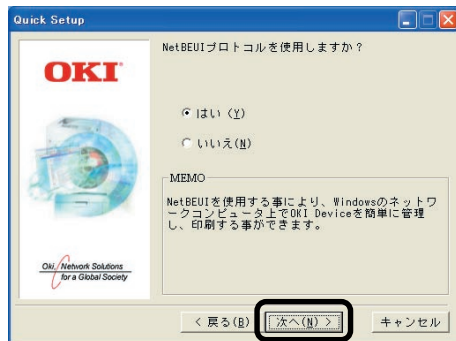 Quick Setup
NetBEUIプロトコルを使用しますか？
OKI
はい (Y)
いいえ(N)
MEMO
NetBEUIを使用する事により、Windowsのネットワ
ークコンピュータ上でOKI Deviceを簡単に管理
し、印刷する事ができます。
Oki, Network Solutions
for a Global Society
< 戻る(B)
次へ(N) >
キャンセル